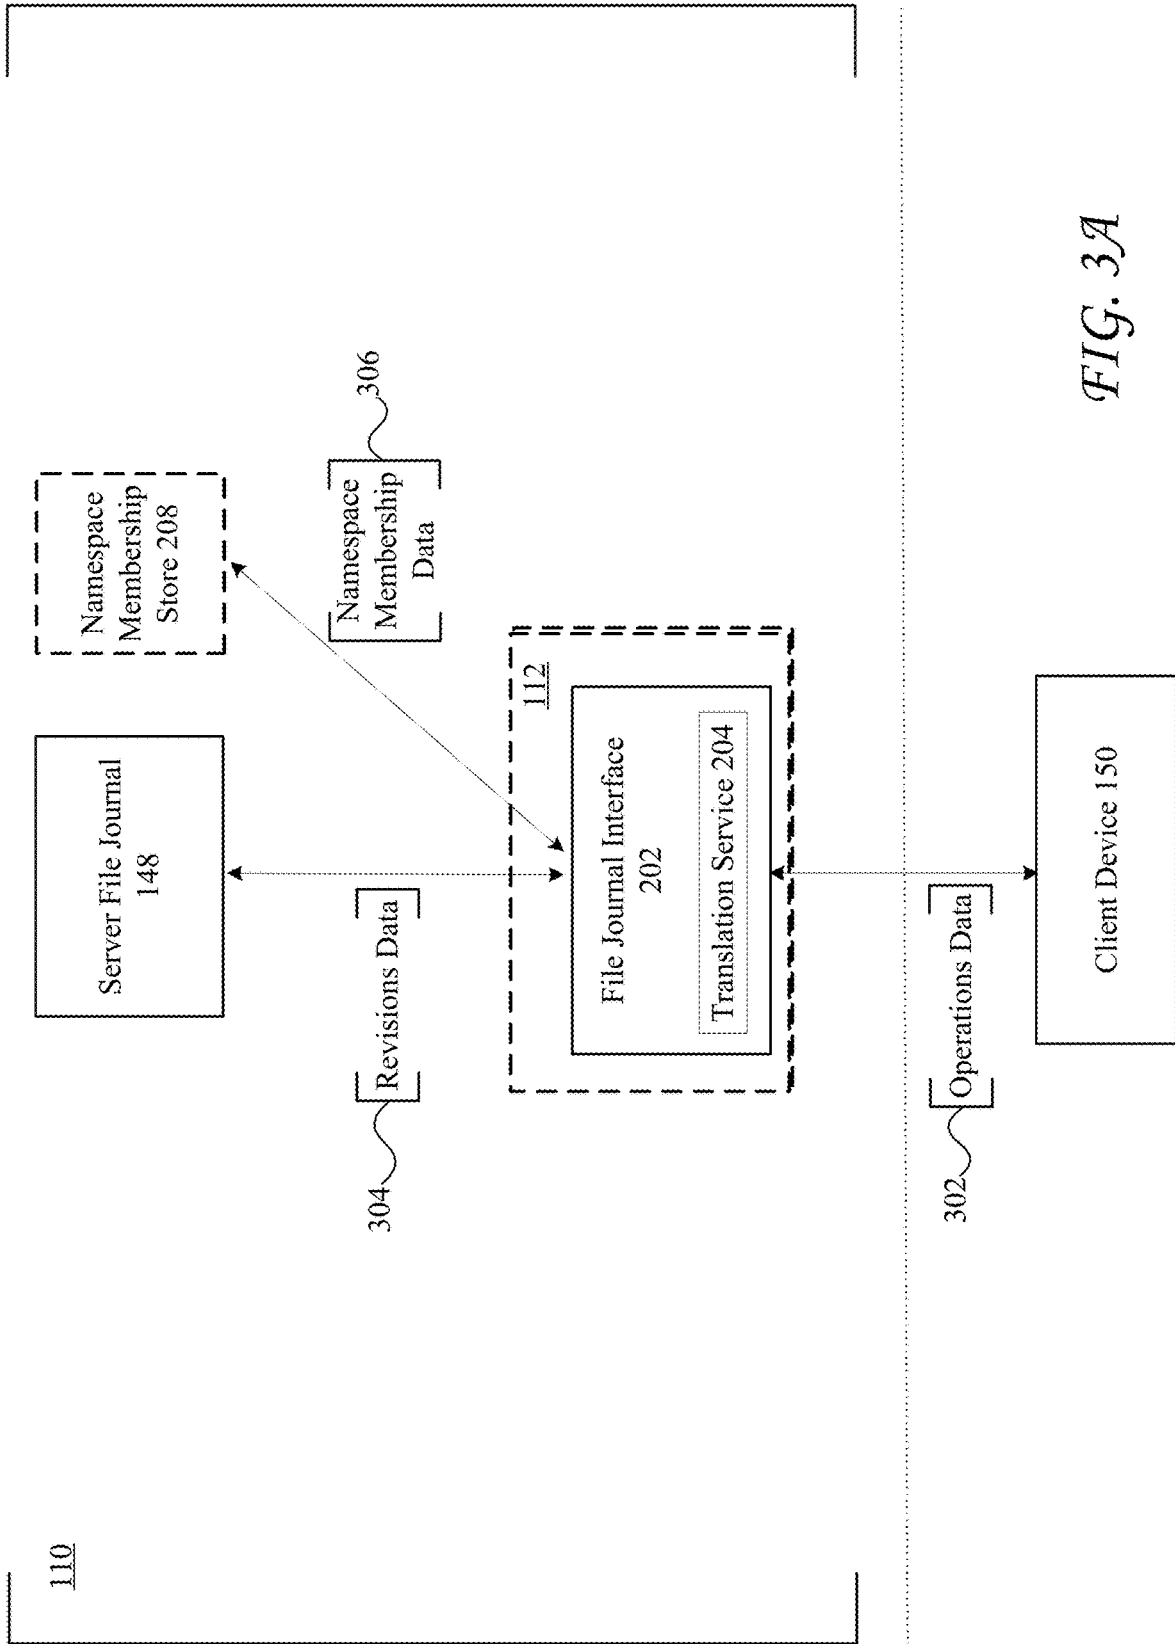 110
Server File Journal
148
Namespace
Membership
Store 208
304
Revisions Data
Namespace
Membership
Data
306
112
File Journal Interface
202
Translation Service 204
302
Operations Data
Client Device 150
FIG. 3A